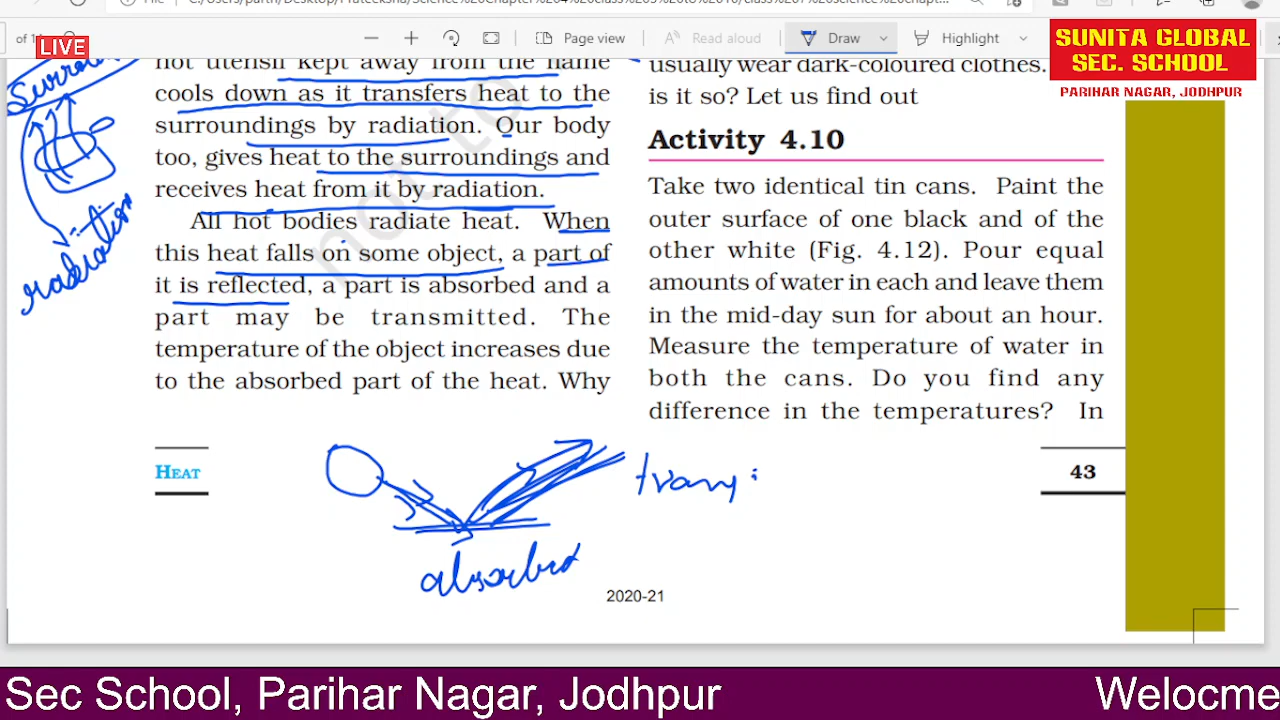 of 1
LIVE
Page view
Read aloud
Draw
Highlight
SUNITA GLOBAL
SEC. SCHOOL
PARIHAR NAGAR, JODHPUR
hot utensil kept away from the flame
cools down as it transfers heat to the
surroundings by radiation. Our body
too, gives heat to the surroundings and
receives heat from it by radiation.
All hot bodies radiate heat. When
this heat falls on some object, a part of
it is reflected, a part is absorbed and a
part may be transmitted. The
temperature of the object increases due
to the absorbed part of the heat. Why
radiation
not to
usually wear dark-coloured clothes.
is it so? Let us find out
Activity 4.10
Take two identical tin cans. Paint the
outer surface of one black and of the
other white (Fig. 4.12). Pour equal
amounts of water in each and leave them
in the mid-day sun for about an hour.
Measure the temperature of water in
both the cans. Do you find any
difference in the temperatures? In
HEAT
43
absorbed
2020-21
Sec School, Parihar Nagar, Jodhpur
Welocme